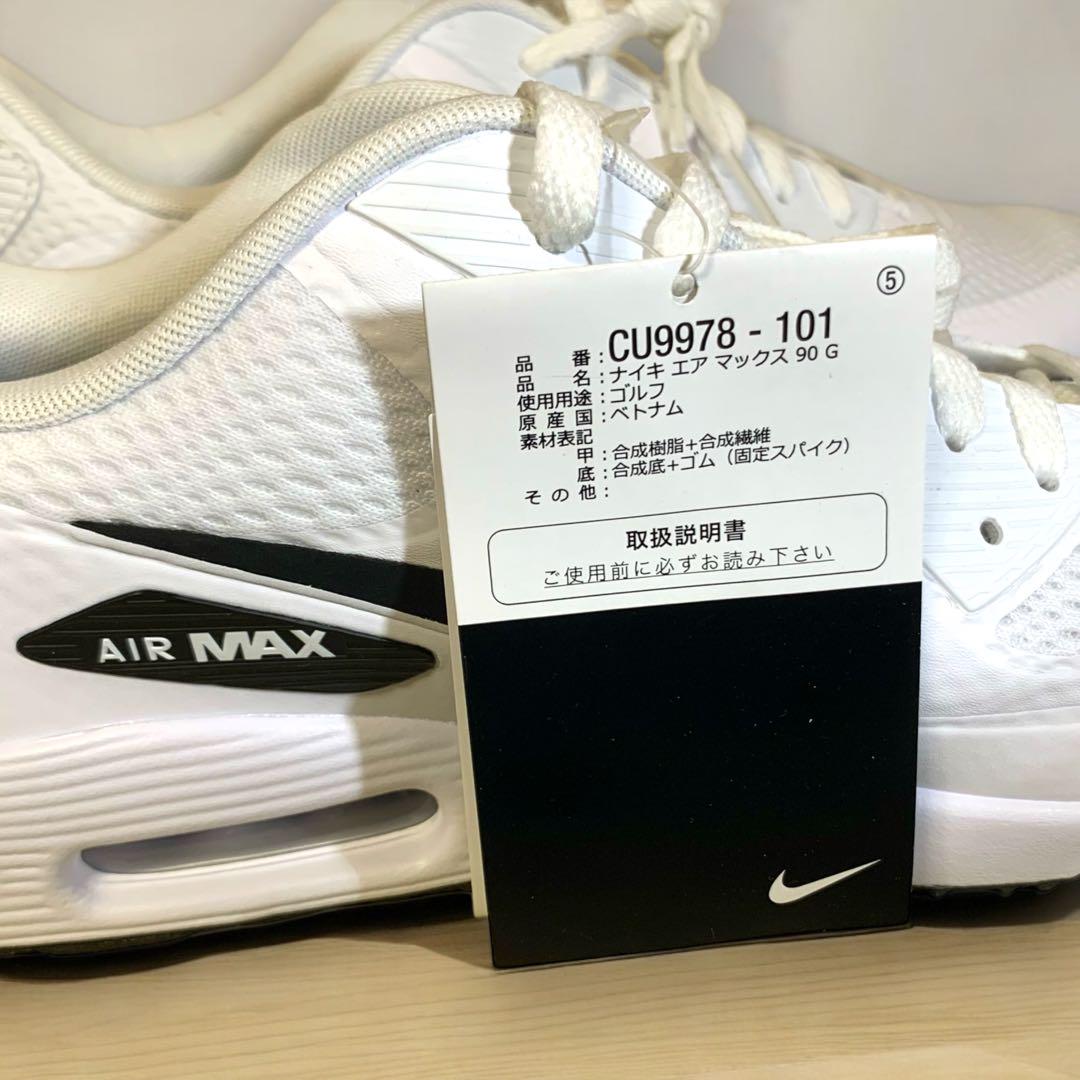 ⑤
品番:CU9978-101
品名:ナイキ エア マックス 90 G
使用用途:ゴルフ
原産国:ベトナム
素材表記
甲:合成樹脂+合成繊維
底:合成底+ゴム(固定スパイク)
その他:
取扱説明書
ご使用前に必ずお読み下さい
AIR MAX